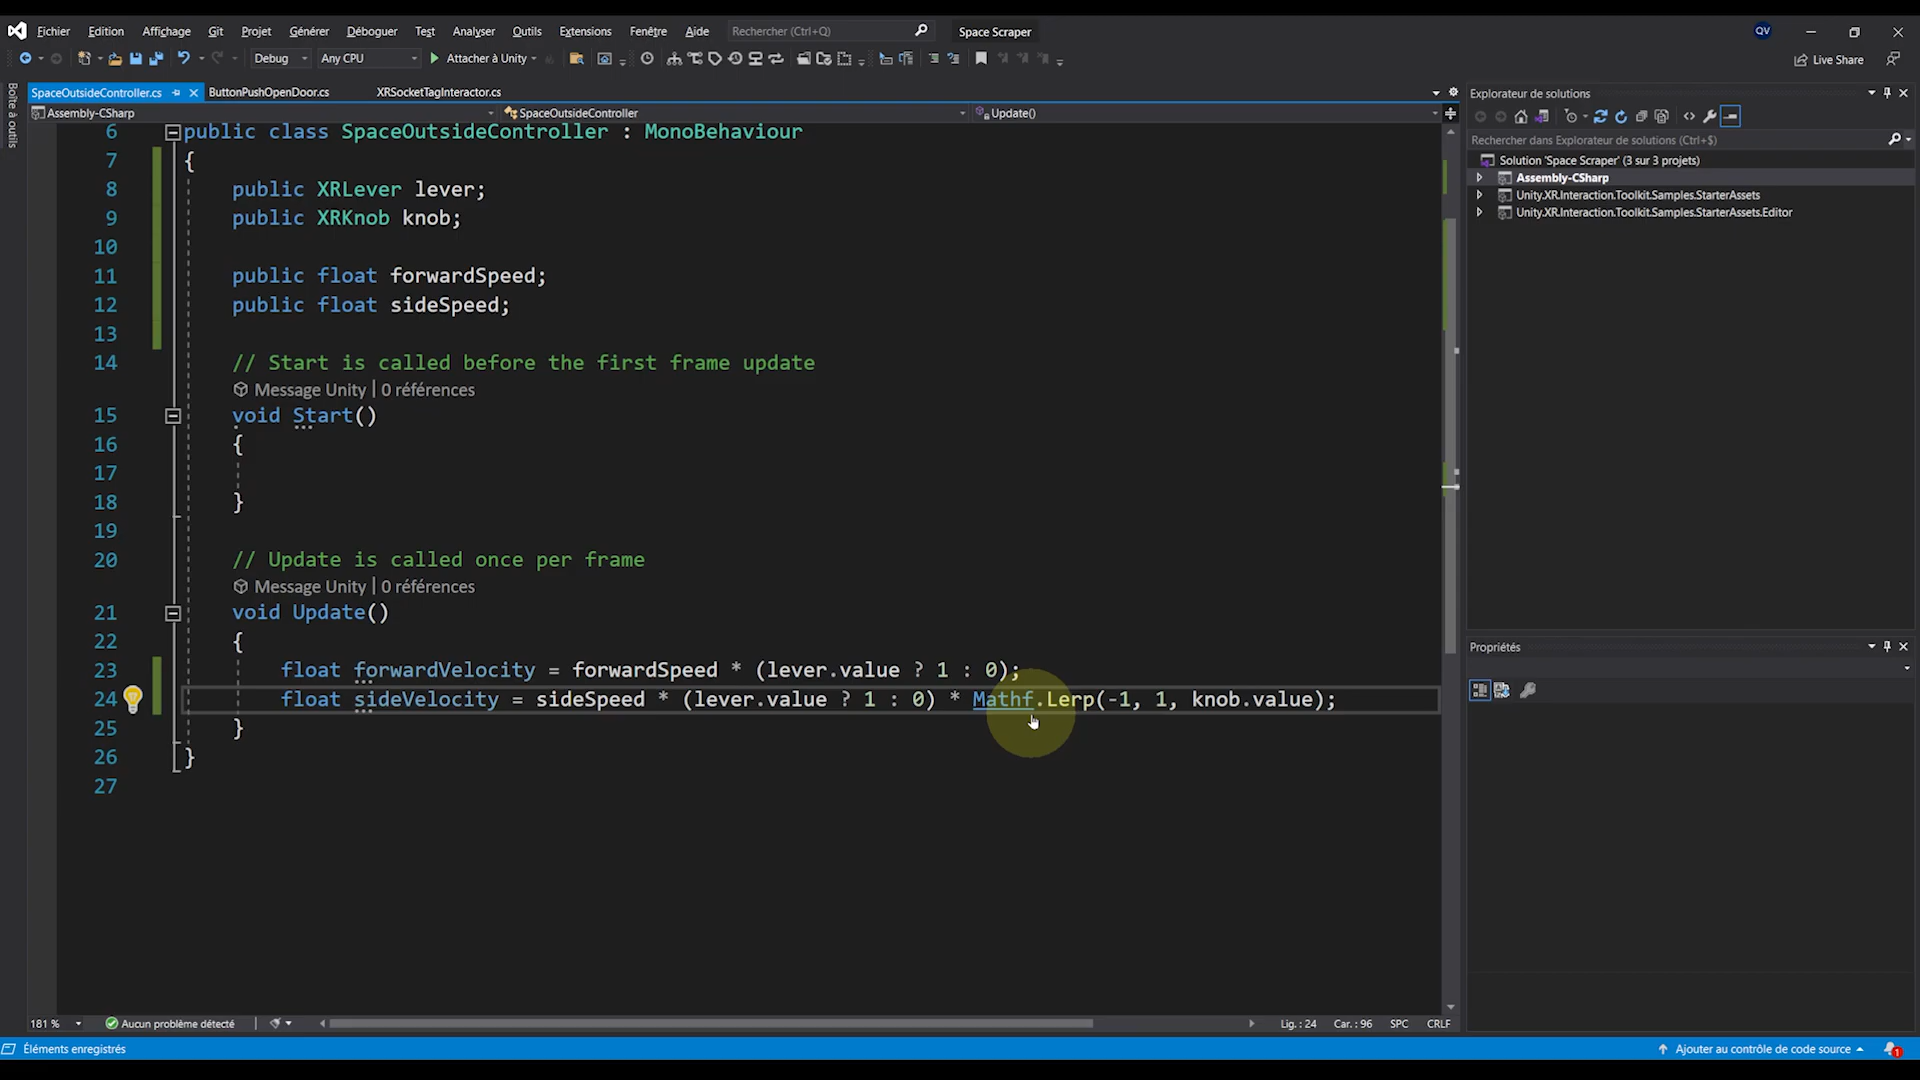 Fichier Edition Affichage Git Projet Générer Déboguer Test Analyser Outils Extensions Fenêtre Aide Rechercher (Ctrl+Q) Space Scraper QV
Debug Any CPU Attacher à Unity Live Share
Boîte à outils
SpaceOutsideController.cs ButtonPushOpenDoor.cs XRSocketTagInteractor.cs
Assembly-CSharp SpaceOutsideController Update()
6 public class SpaceOutsideController : MonoBehaviour
7 {
8 public XRLever lever;
9 public XRKnob knob;
10
11 public float forwardSpeed;
12 public float sideSpeed;
13
14 // Start is called before the first frame update
Message Unity | 0 références
15 void Start()
16 {
17
18 }
19
20 // Update is called once per frame
Message Unity | 0 références
21 void Update()
22 {
23 float forwardVelocity = forwardSpeed * (lever.value ? 1 : 0);
24 float sideVelocity = sideSpeed * (lever.value ? 1 : 0) * Mathf.Lerp(-1, 1, knob.value);
25 }
26 }
27
181 % Aucun problème détecté Lig. : 24 Car. : 96 SPC CRLF
Explorateur de solutions
Rechercher dans Explorateur de solutions (Ctrl+$)
Solution 'Space Scraper' (3 sur 3 projets)
Assembly-CSharp
Unity.XR.Interaction.Toolkit.Samples.StarterAssets
Unity.XR.Interaction.Toolkit.Samples.StarterAssets.Editor
Propriétés
Éléments enregistrés Ajouter au contrôle de code source 1